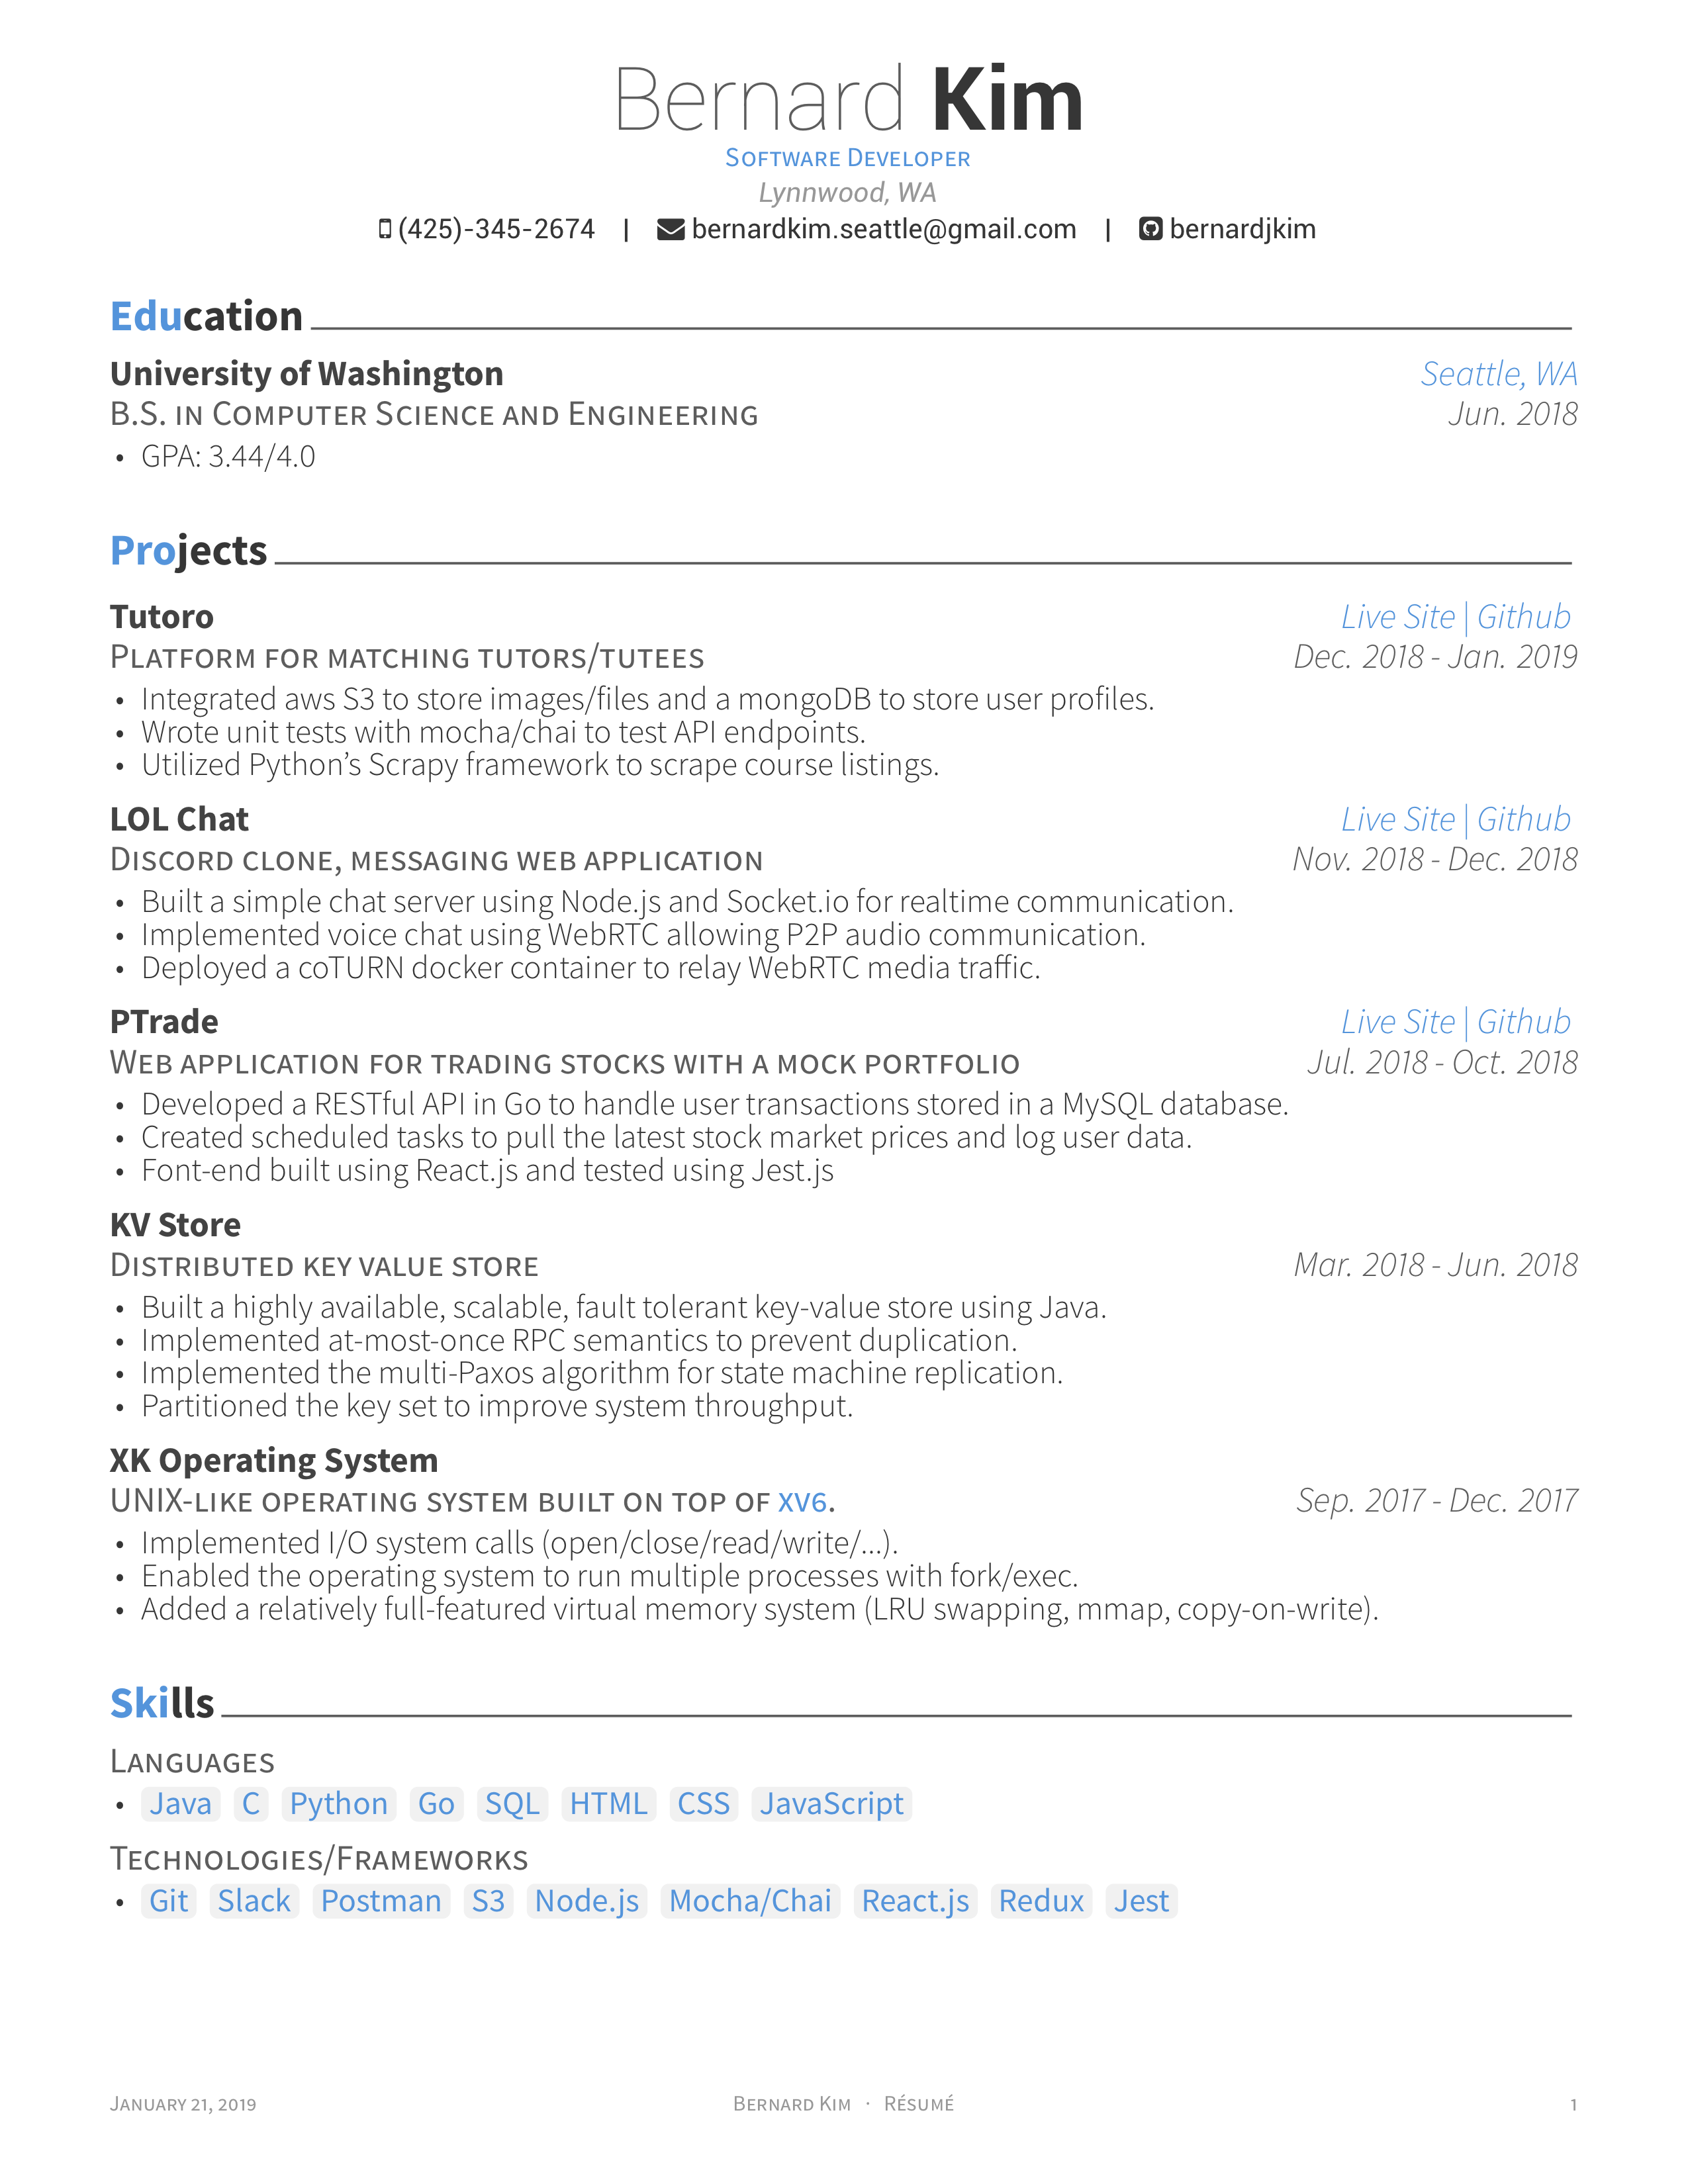 Bernard Kim
Software Developer
Lynnwood, WA
(425)-345-2674 | bernardkim.seattle@gmail.com | bernardjkim
Education
University of Washington Seattle, WA
B.S. in Computer Science and Engineering Jun. 2018
• GPA: 3.44/4.0
Projects
Tutoro Live Site | Github
Platform for matching tutors/tutees Dec. 2018 - Jan. 2019
• Integrated aws S3 to store images/files and a mongoDB to store user profiles.
• Wrote unit tests with mocha/chai to test API endpoints.
• Utilized Python’s Scrapy framework to scrape course listings.
LOL Chat Live Site | Github
Discord clone, messaging web application Nov. 2018 - Dec. 2018
• Built a simple chat server using Node.js and Socket.io for realtime communication.
• Implemented voice chat using WebRTC allowing P2P audio communication.
• Deployed a coTURN docker container to relay WebRTC media traffic.
PTrade Live Site | Github
Web application for trading stocks with a mock portfolio Jul. 2018 - Oct. 2018
• Developed a RESTful API in Go to handle user transactions stored in a MySQL database.
• Created scheduled tasks to pull the latest stock market prices and log user data.
• Font-end built using React.js and tested using Jest.js
KV Store
Distributed key value store Mar. 2018 - Jun. 2018
• Built a highly available, scalable, fault tolerant key-value store using Java.
• Implemented at-most-once RPC semantics to prevent duplication.
• Implemented the multi-Paxos algorithm for state machine replication.
• Partitioned the key set to improve system throughput.
XK Operating System
UNIX-like operating system built on top of xv6. Sep. 2017 - Dec. 2017
• Implemented I/O system calls (open/close/read/write/...).
• Enabled the operating system to run multiple processes with fork/exec.
• Added a relatively full-featured virtual memory system (LRU swapping, mmap, copy-on-write).
Skills
Languages
• Java C Python Go SQL HTML CSS JavaScript
Technologies/Frameworks
• Git Slack Postman S3 Node.js Mocha/Chai React.js Redux Jest
January 21, 2019 Bernard Kim · Résumé 1